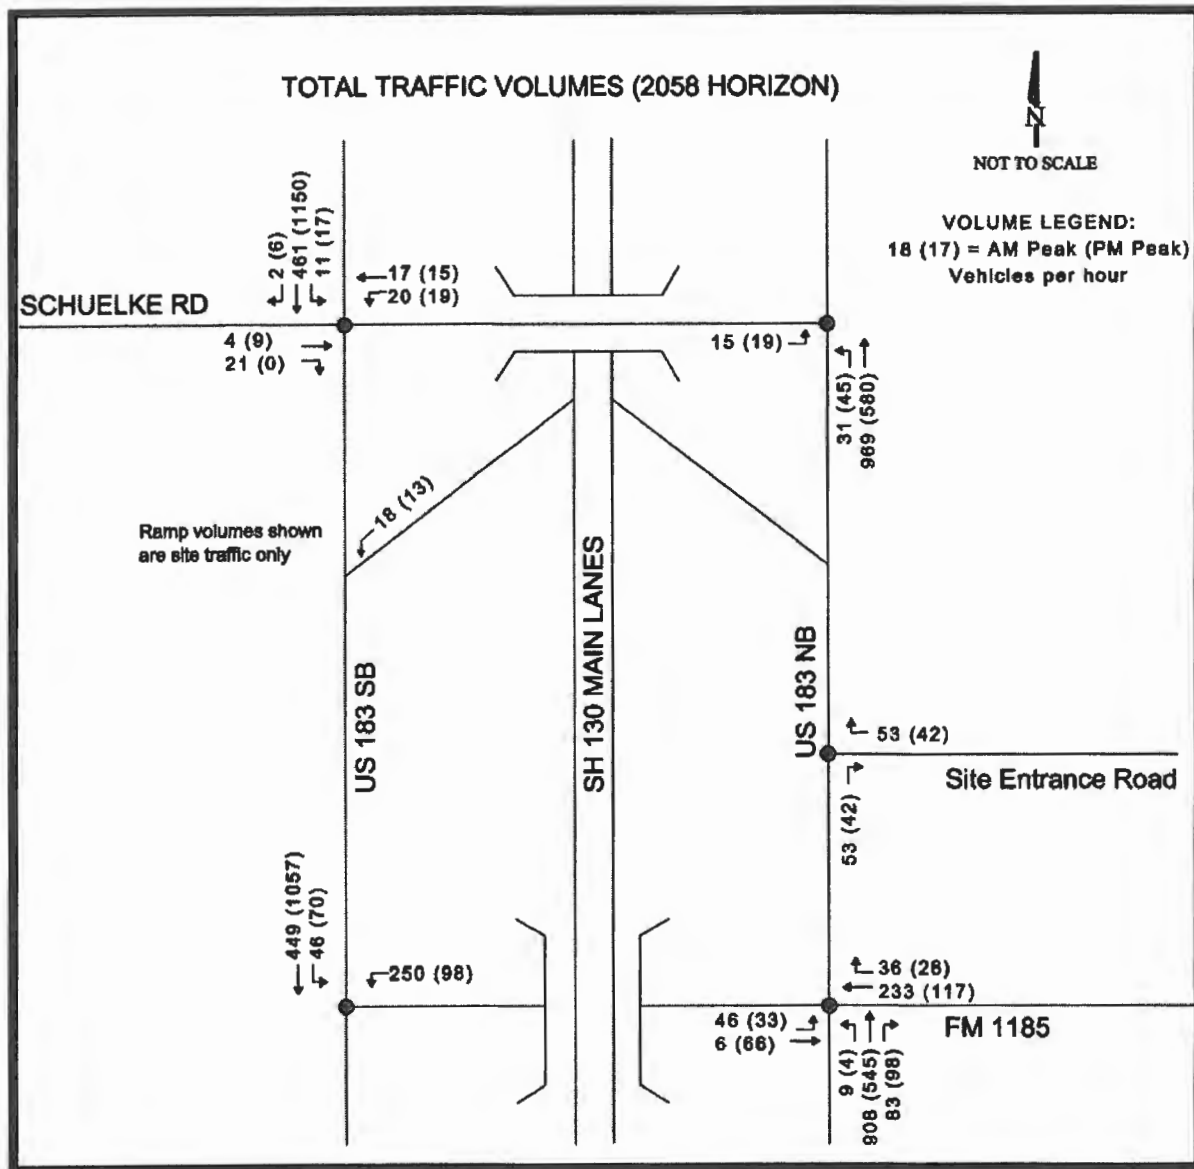 TOTAL TRAFFIC VOLUMES (2058 HORIZON)
N
NOT TO SCALE
VOLUME LEGEND:
18 (17) = AM Peak (PM Peak)
Vehicles per hour
2 (6)
461 (1150)
11 (17)
17 (15)
20 (19)
SCHUELKE RD
4 (9)
21 (0)
15 (19)
31 (45)
969 (580)
18 (13)
Ramp volumes shown
are site traffic only
US 183 SB
SH 130 MAIN LANES
US 183 NB
53 (42)
Site Entrance Road
53 (42)
449 (1057)
46 (70)
250 (98)
36 (28)
233 (117)
46 (33)
6 (66)
FM 1185
9 (4)
908 (545)
83 (98)